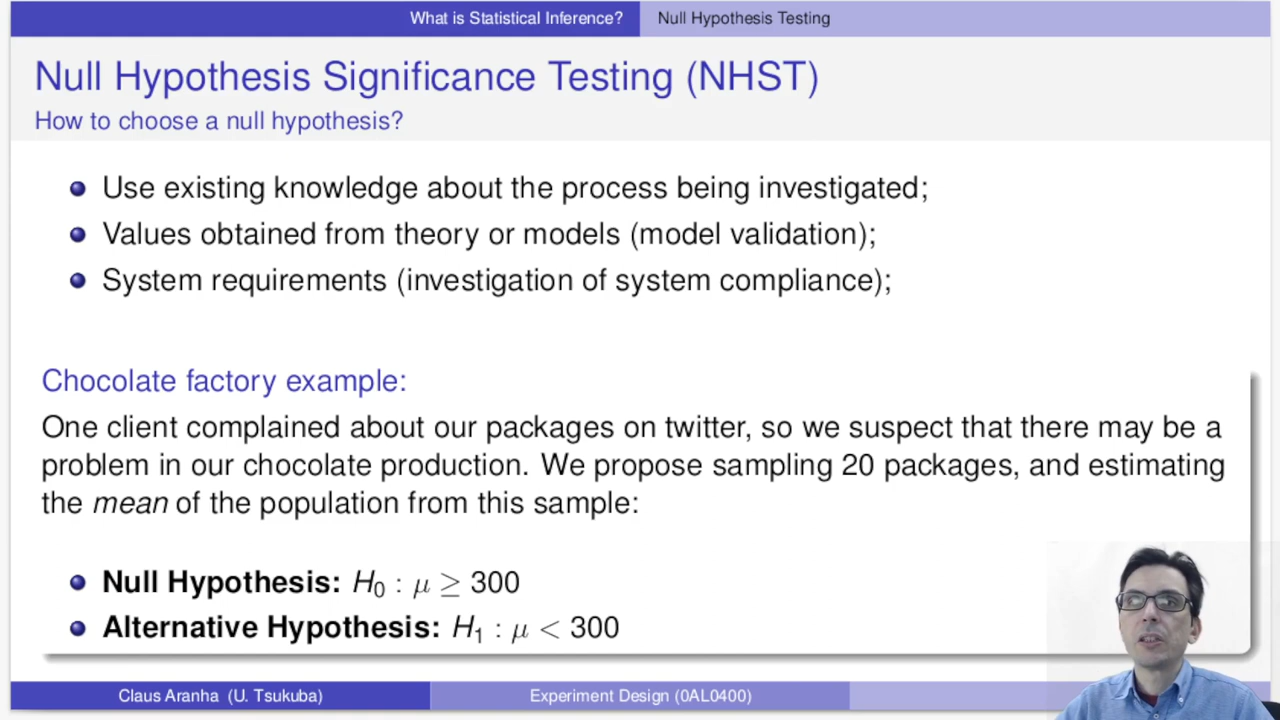 What is Statistical Inference? Null Hypothesis Testing
Null Hypothesis Significance Testing (NHST)
How to choose a null hypothesis?
Use existing knowledge about the process being investigated;
Values obtained from theory or models (model validation);
System requirements (investigation of system compliance);
Chocolate factory example:
One client complained about our packages on twitter, so we suspect that there may be a
problem in our chocolate production. We propose sampling 20 packages, and estimating
the mean of the population from this sample:
Null Hypothesis: H₀ : μ ≥ 300
Alternative Hypothesis: H₁ : μ < 300
Claus Aranha (U. Tsukuba) Experiment Design (0AL0400)